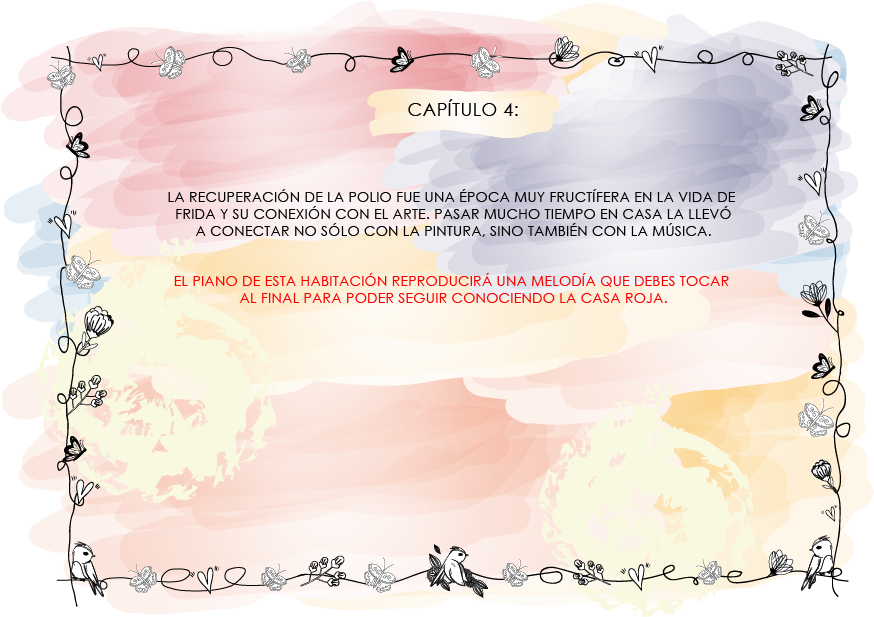 CAPÍTULO 4:
LA RECUPERACIÓN DE LA POLIO FUE UNA ÉPOCA MUY FRUCTÍFERA EN LA VIDA DE
FRIDA Y SU CONEXIÓN CON EL ARTE. PASAR MUCHO TIEMPO EN CASA LA LLEVÓ
A CONECTAR NO SÓLO CON LA PINTURA, SINO TAMBIÉN CON LA MÚSICA.
EL PIANO DE ESTA HABITACIÓN REPRODUCIRÁ UNA MELODÍA QUE DEBES TOCAR
AL FINAL PARA PODER SEGUIR CONOCIENDO LA CASA ROJA.